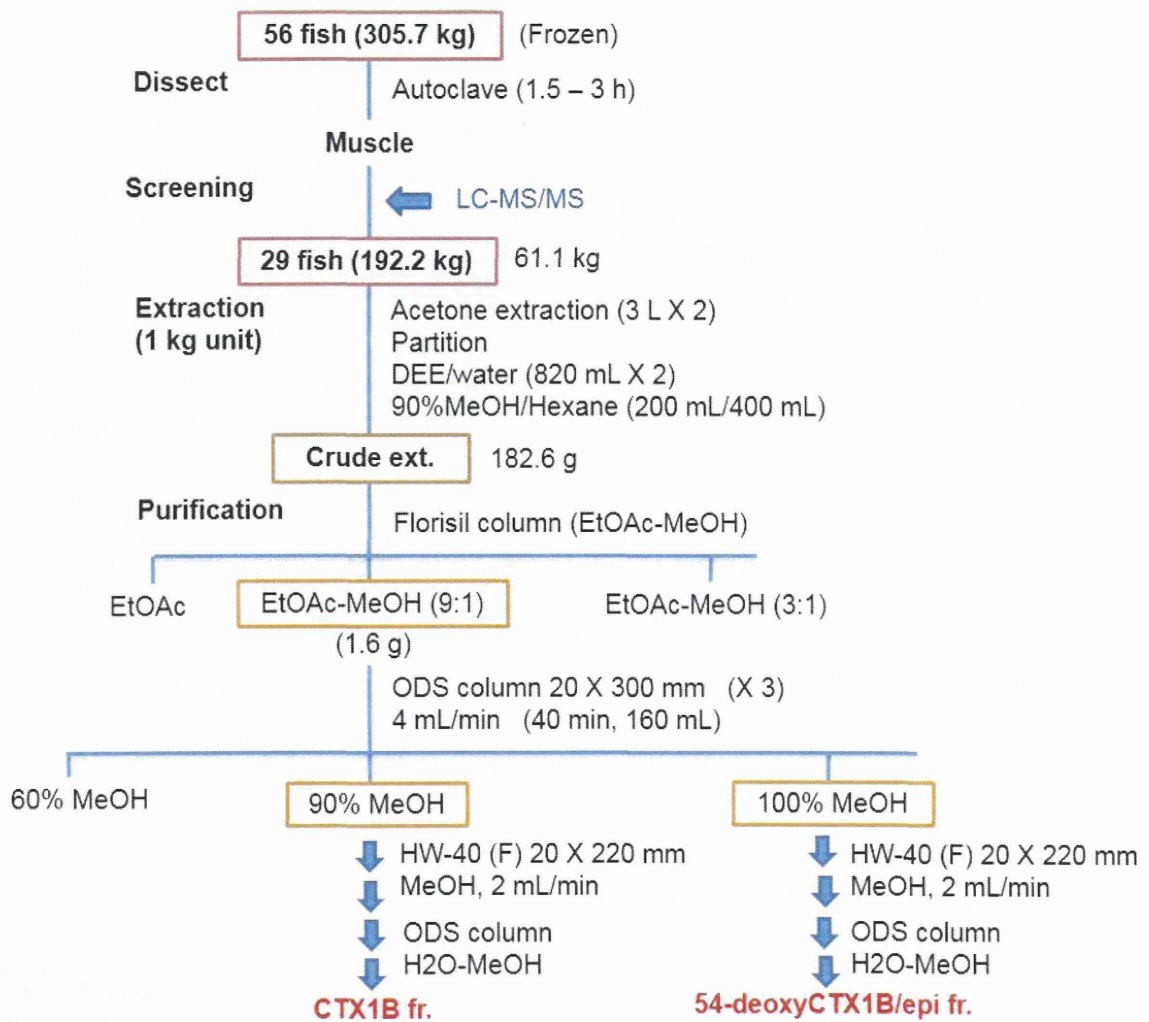 56 fish (305.7 kg) (Frozen)
Dissect
Autoclave (1.5 – 3 h)
Muscle
Screening
LC-MS/MS
29 fish (192.2 kg) 61.1 kg
Extraction
(1 kg unit)
Acetone extraction (3 L X 2)
Partition
DEE/water (820 mL X 2)
90%MeOH/Hexane (200 mL/400 mL)
Crude ext. 182.6 g
Purification
Florisil column (EtOAc-MeOH)
EtOAc
EtOAc-MeOH (9:1)
(1.6 g)
EtOAc-MeOH (3:1)
ODS column 20 X 300 mm (X 3)
4 mL/min (40 min, 160 mL)
60% MeOH
90% MeOH
100% MeOH
HW-40 (F) 20 X 220 mm
MeOH, 2 mL/min
ODS column
H2O-MeOH
CTX1B fr.
HW-40 (F) 20 X 220 mm
MeOH, 2 mL/min
ODS column
H2O-MeOH
54-deoxyCTX1B/epi fr.